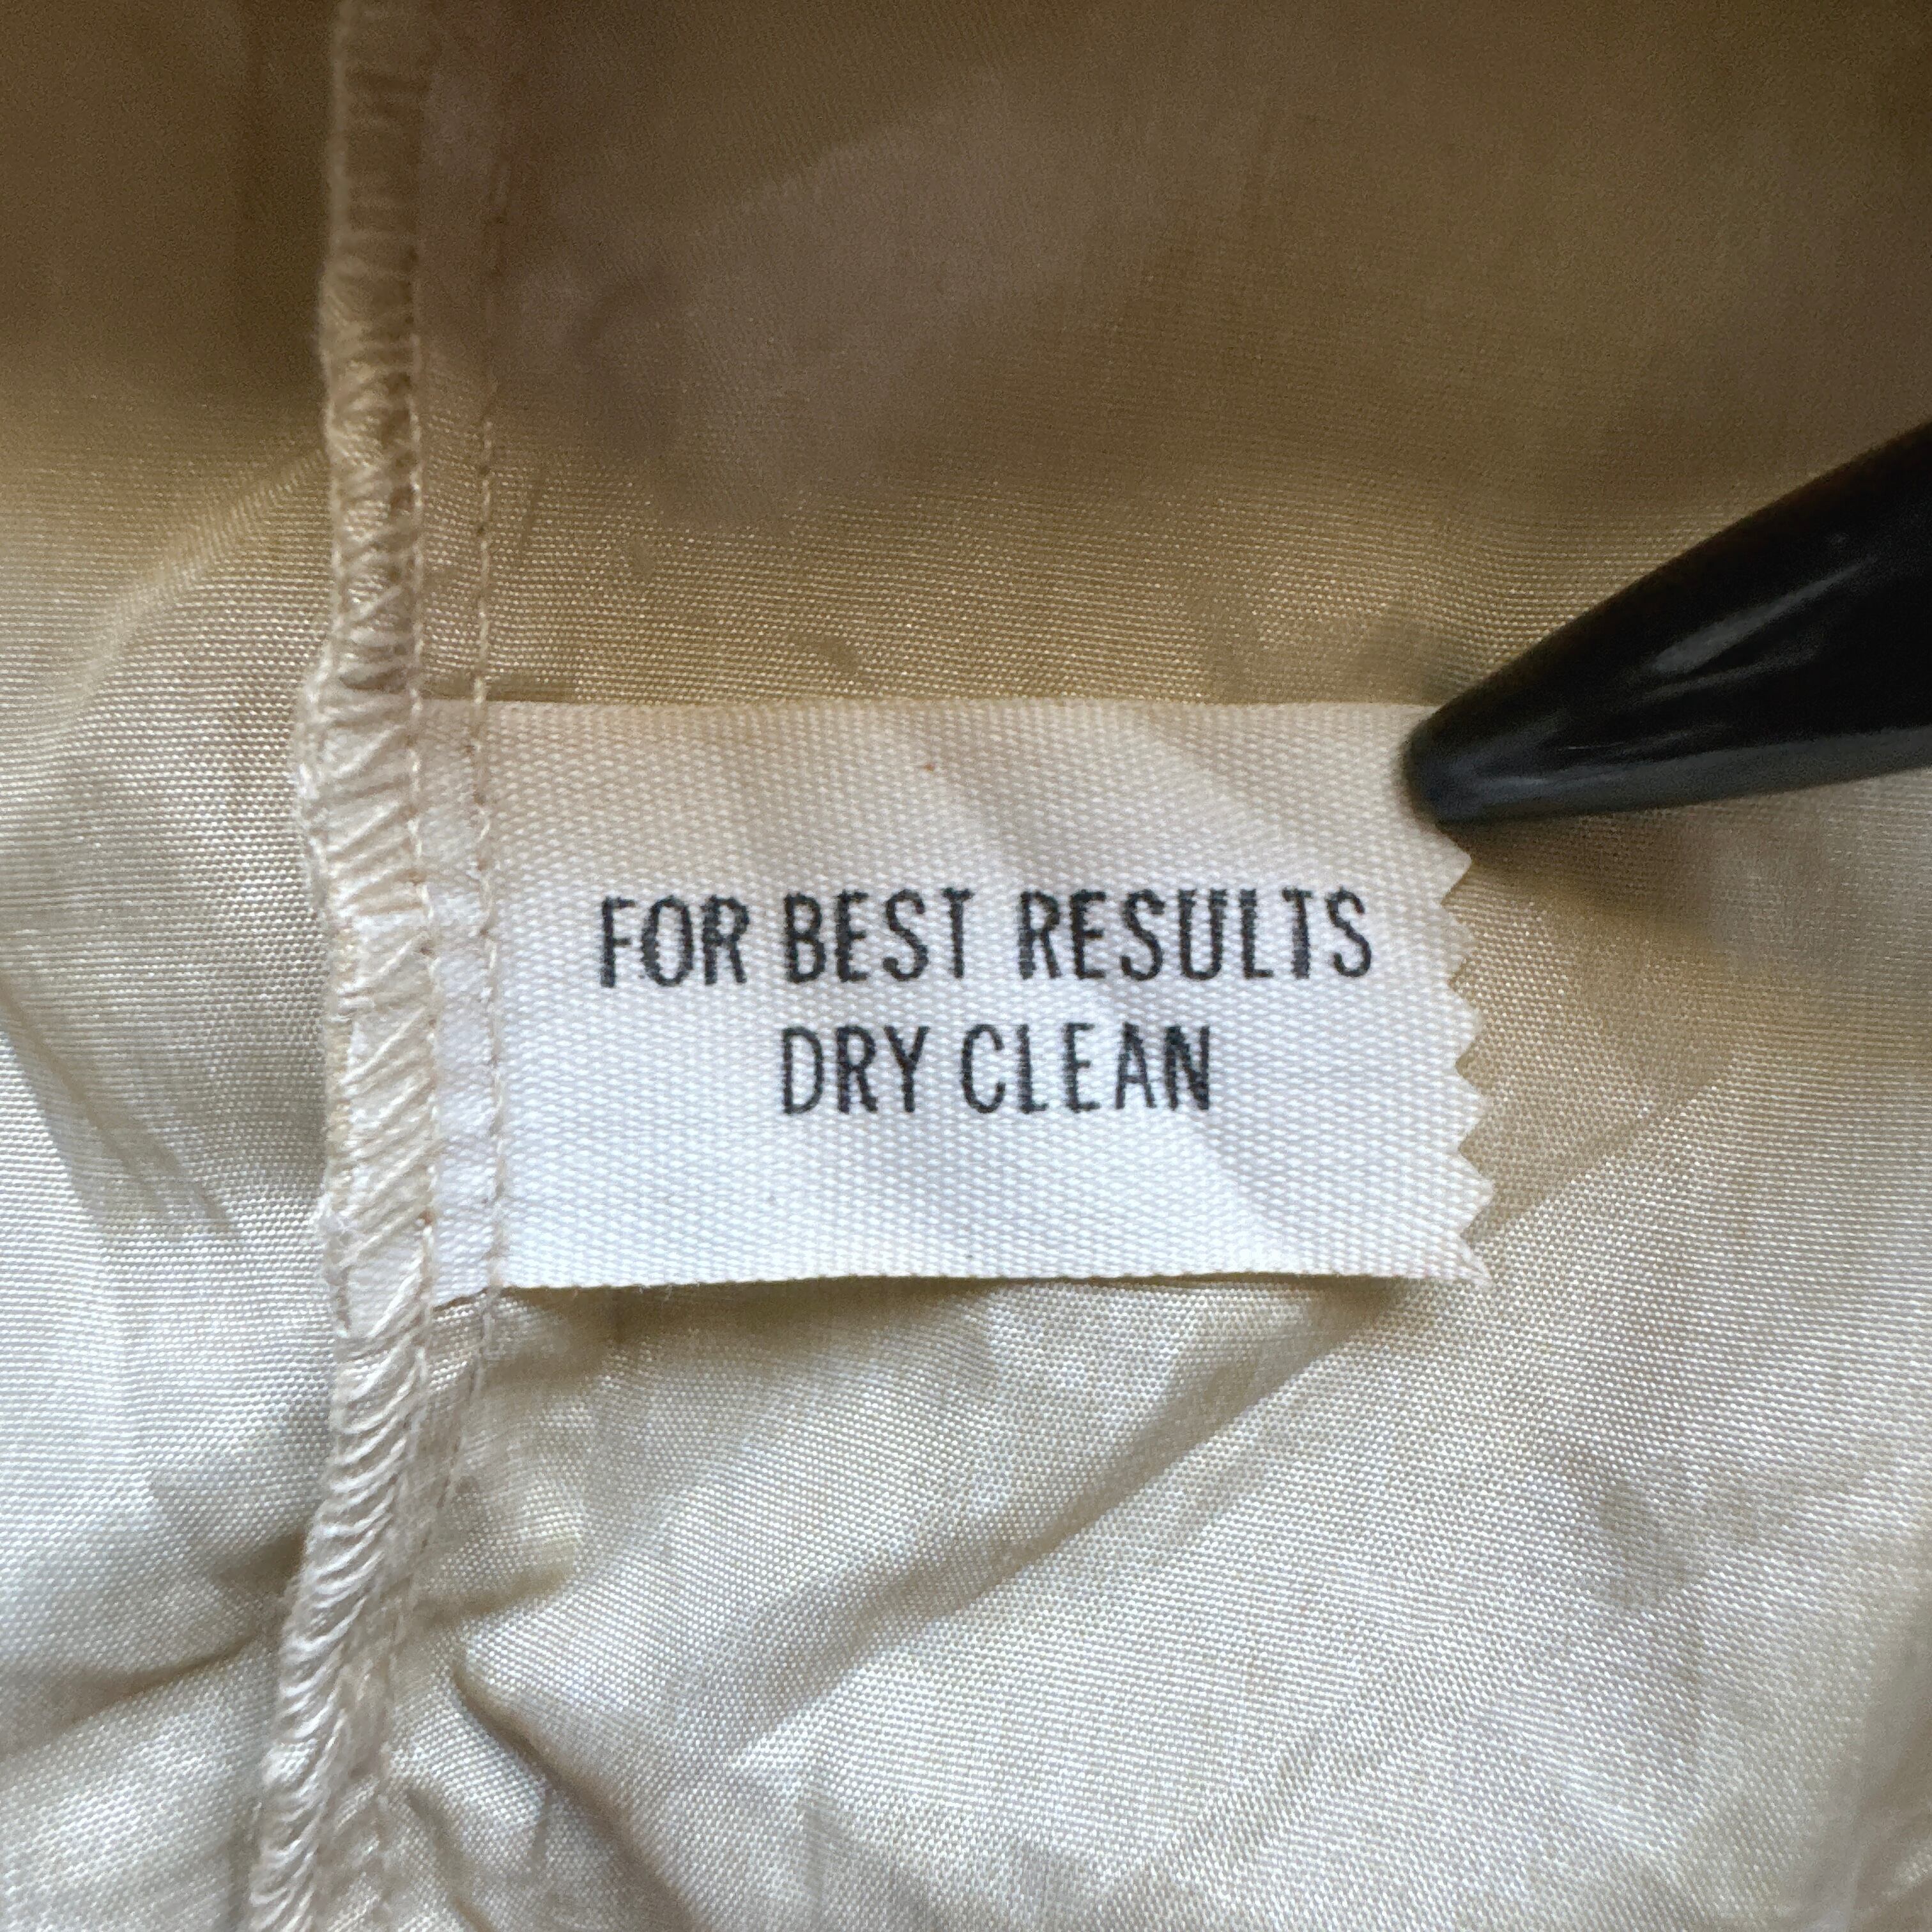 FOR BEST RESULTS
DRY CLEAN